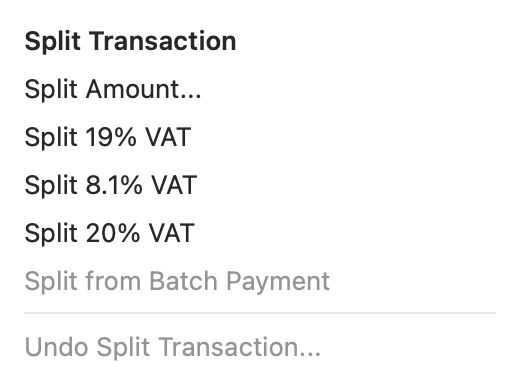 Split Transaction
Split Amount...
Split 19% VAT
Split 8.1% VAT
Split 20% VAT
Split from Batch Payment
Undo Split Transaction...